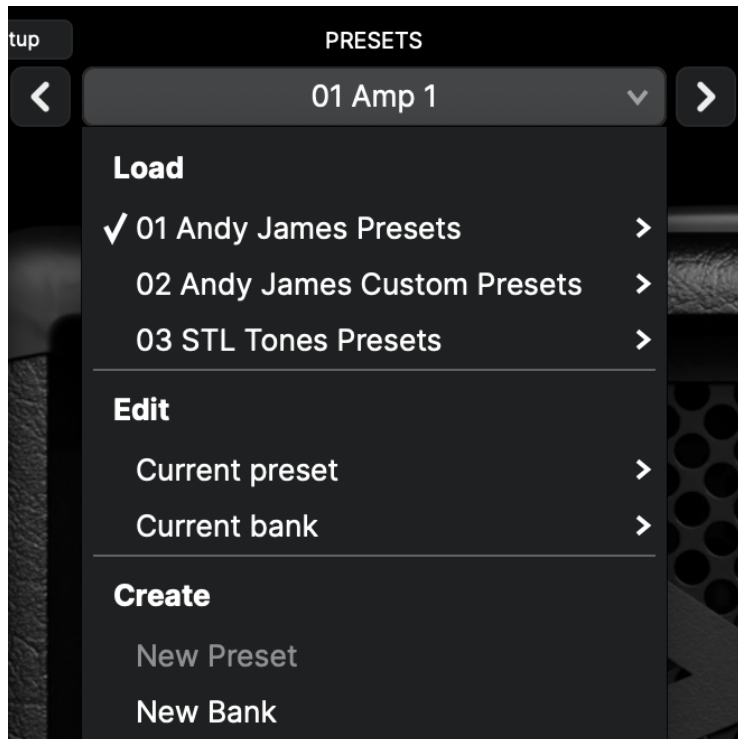 tup
PRESETS
01 Amp 1
Load
01 Andy James Presets
02 Andy James Custom Presets
03 STL Tones Presets
Edit
Current preset
Current bank
Create
New Preset
New Bank